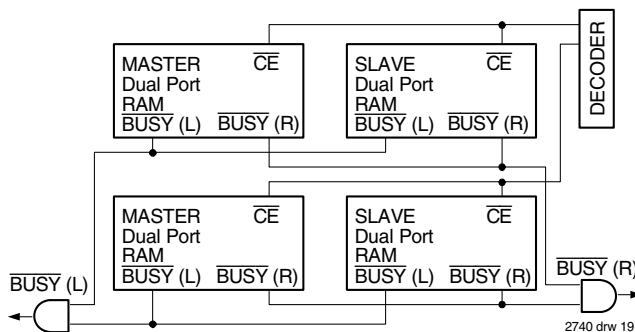 MASTER
Dual Port
RAM
CE
BUSY (L)
BUSY (R)
SLAVE
Dual Port
RAM
CE
BUSY (L)
BUSY (R)
DECODER
MASTER
Dual Port
RAM
CE
BUSY (L)
BUSY (R)
SLAVE
Dual Port
RAM
CE
BUSY (L)
BUSY (R)
BUSY (L)
BUSY (R)
2740 drw 19